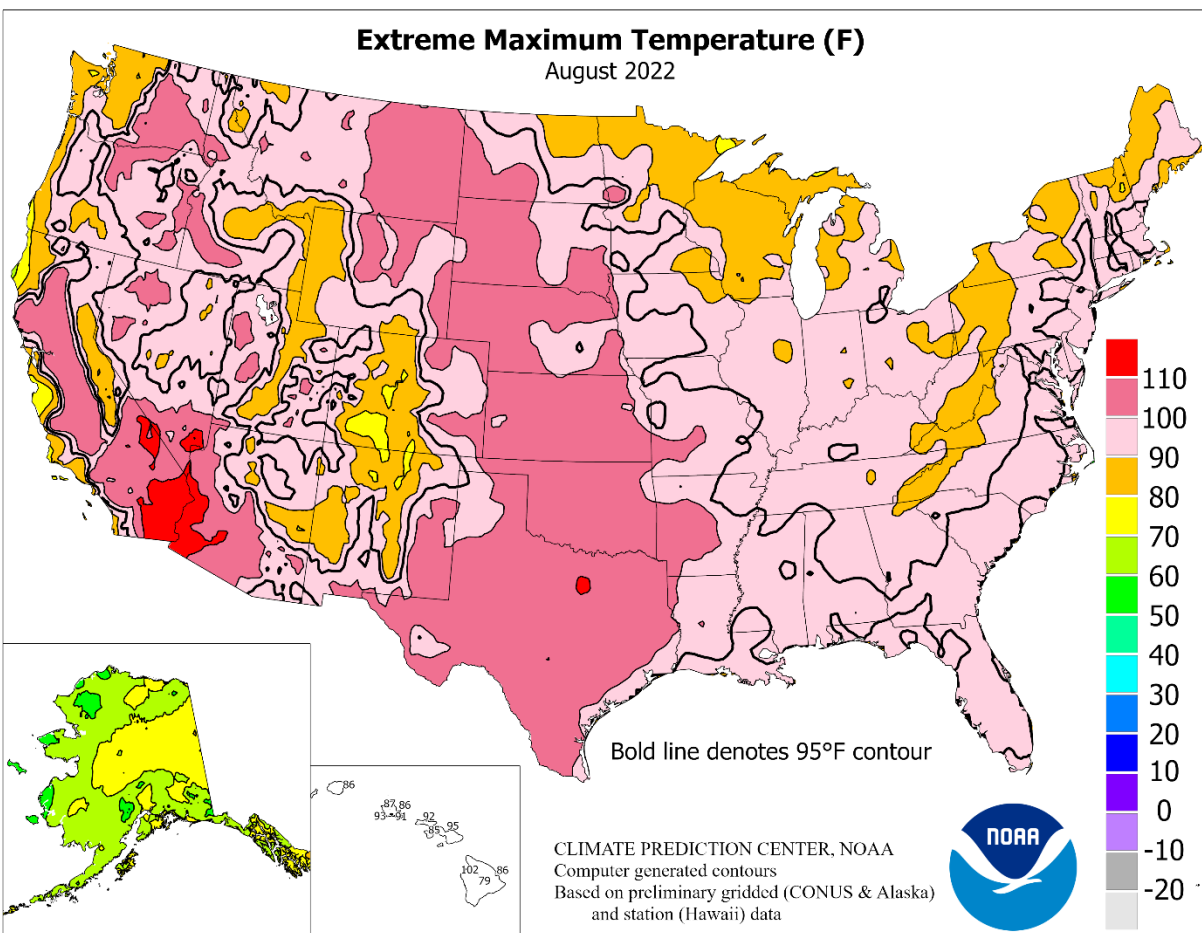 Extreme Maximum Temperature (F)
August 2022
110
100
90
80
70
60
50
40
30
20
10
0
-10
-20
Bold line denotes 95°F contour
86
87 86
93 91
92
85
95
102
86
79
CLIMATE PREDICTION CENTER, NOAA
Computer generated contours
Based on preliminary gridded (CONUS & Alaska)
and station (Hawaii) data
NOAA